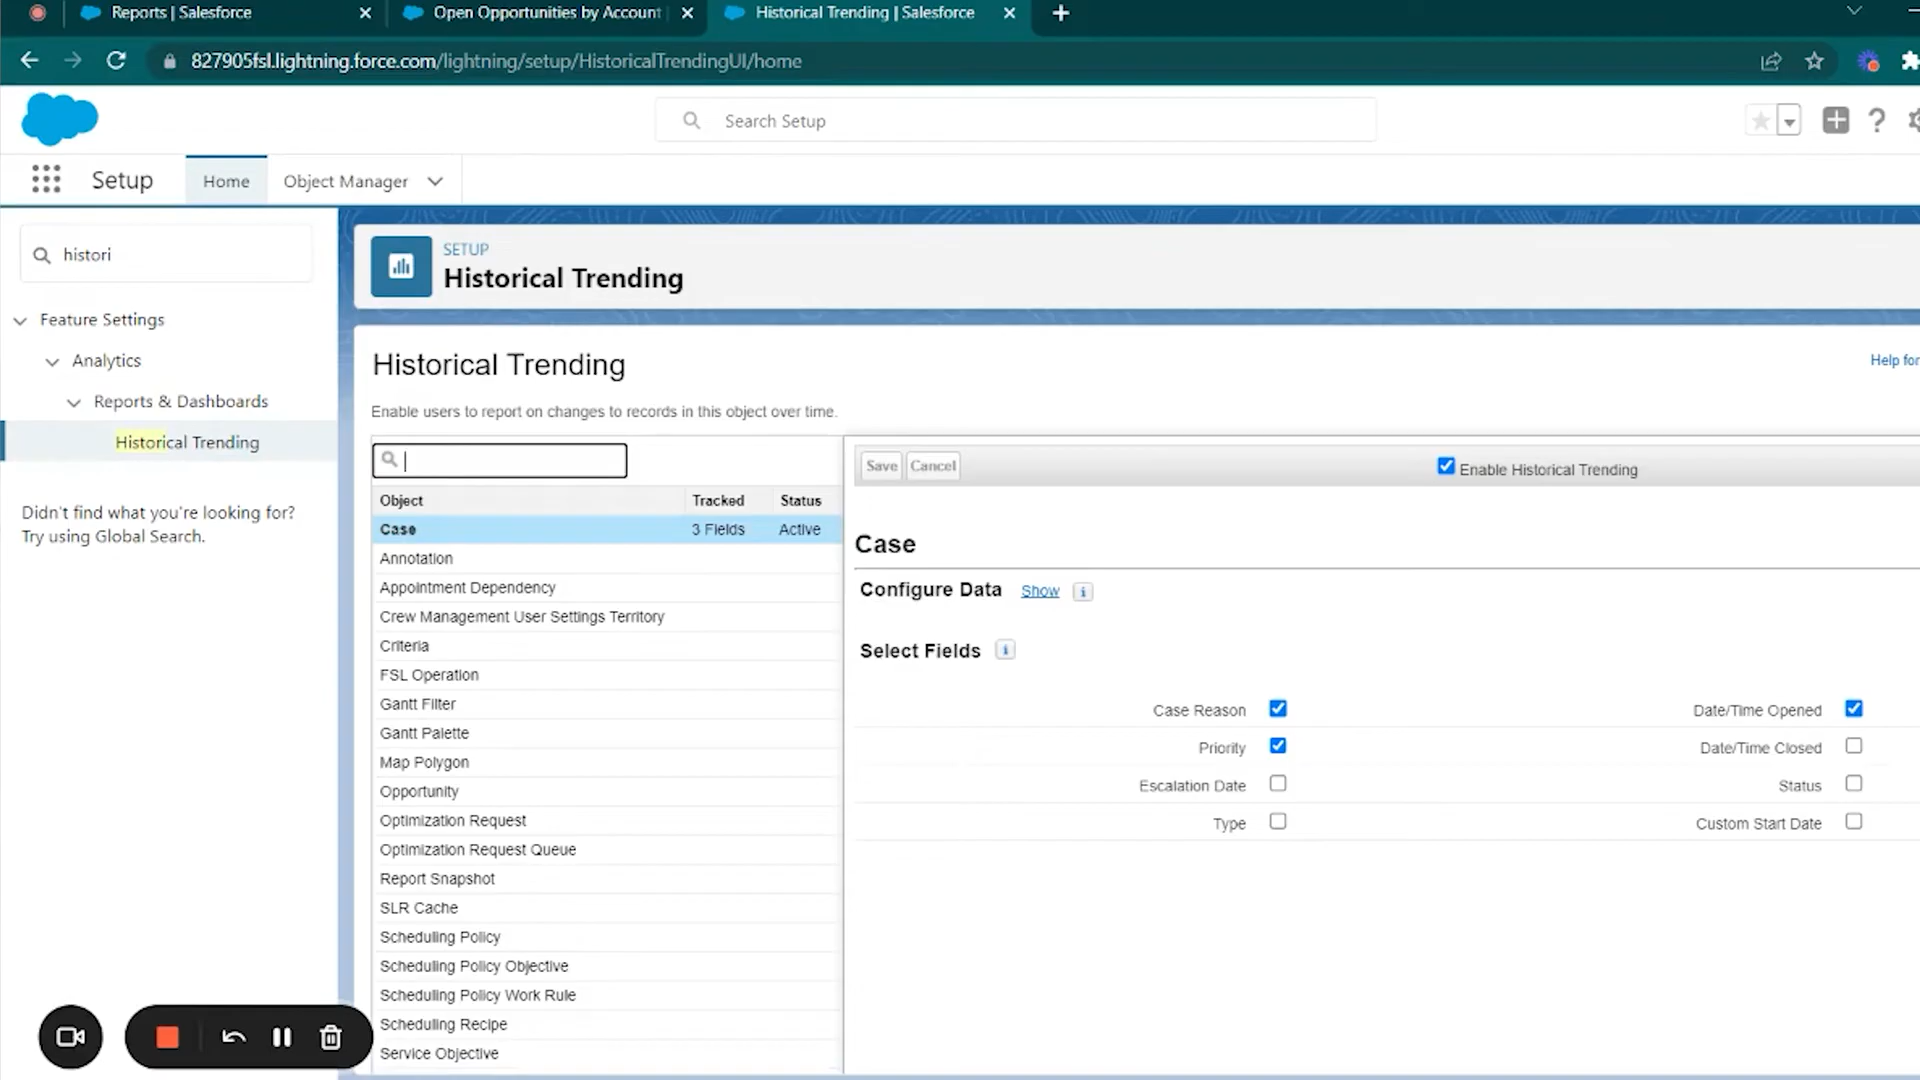 Reports | Salesforce
Open Opportunities by Account
Historical Trending | Salesforce
827905fsl.lightning.force.com/lightning/setup/HistoricalTrendingUI/home
Search Setup
Setup
Home
Object Manager
histori
Feature Settings
Analytics
Reports & Dashboards
Historical Trending
Didn't find what you're looking for?
Try using Global Search.
SETUP
Historical Trending
Historical Trending
Help for
Enable users to report on changes to records in this object over time.
Object Tracked Status
Case 3 Fields Active
Annotation
Appointment Dependency
Crew Management User Settings Territory
Criteria
FSL Operation
Gantt Filter
Gantt Palette
Map Polygon
Opportunity
Optimization Request
Optimization Request Queue
Report Snapshot
SLR Cache
Scheduling Policy
Scheduling Policy Objective
Scheduling Policy Work Rule
Scheduling Recipe
Service Objective
Save Cancel
Enable Historical Trending
Case
Configure Data Show
Select Fields
Case Reason Date/Time Opened
Priority Date/Time Closed
Escalation Date Status
Type Custom Start Date